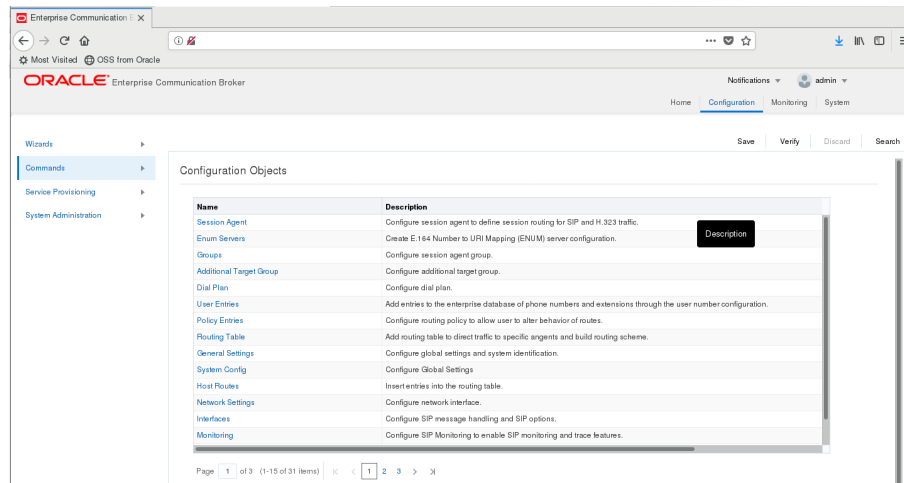 Enterprise Communication E
Most Visited OSS from Oracle
ORACLE Enterprise Communication Broker
Notifications admin
Home Configuration Monitoring System
Save Verify Discard Search
Wizards
Commands
Service Provisioning
System Administration
Configuration Objects
Name Description
Session Agent Configure session agent to define session routing for SIP and H.323 traffic.
Enum Servers Create E.164 Number to URI Mapping (ENUM) server configuration.
Description
Groups Configure session agent group.
Additional Target Group Configure additional target group.
Dial Plan Configure dial plan.
User Entries Add entries to the enterprise database of phone numbers and extensions through the user number configuration.
Policy Entries Configure routing policy to allow user to alter behavior of routes.
Routing Table Add routing table to direct traffic to specific angents and build routing scheme.
General Settings Configure global settings and system identification.
System Config Configure Global Settings
Host Routes Insert entries into the routing table.
Network Settings Configure network interface.
Interfaces Configure SIP message handling and SIP options.
Monitoring Configure SIP Monitoring to enable SIP monitoring and trace features.
Page 1 of 3 (1-15 of 31 items) 1 2 3